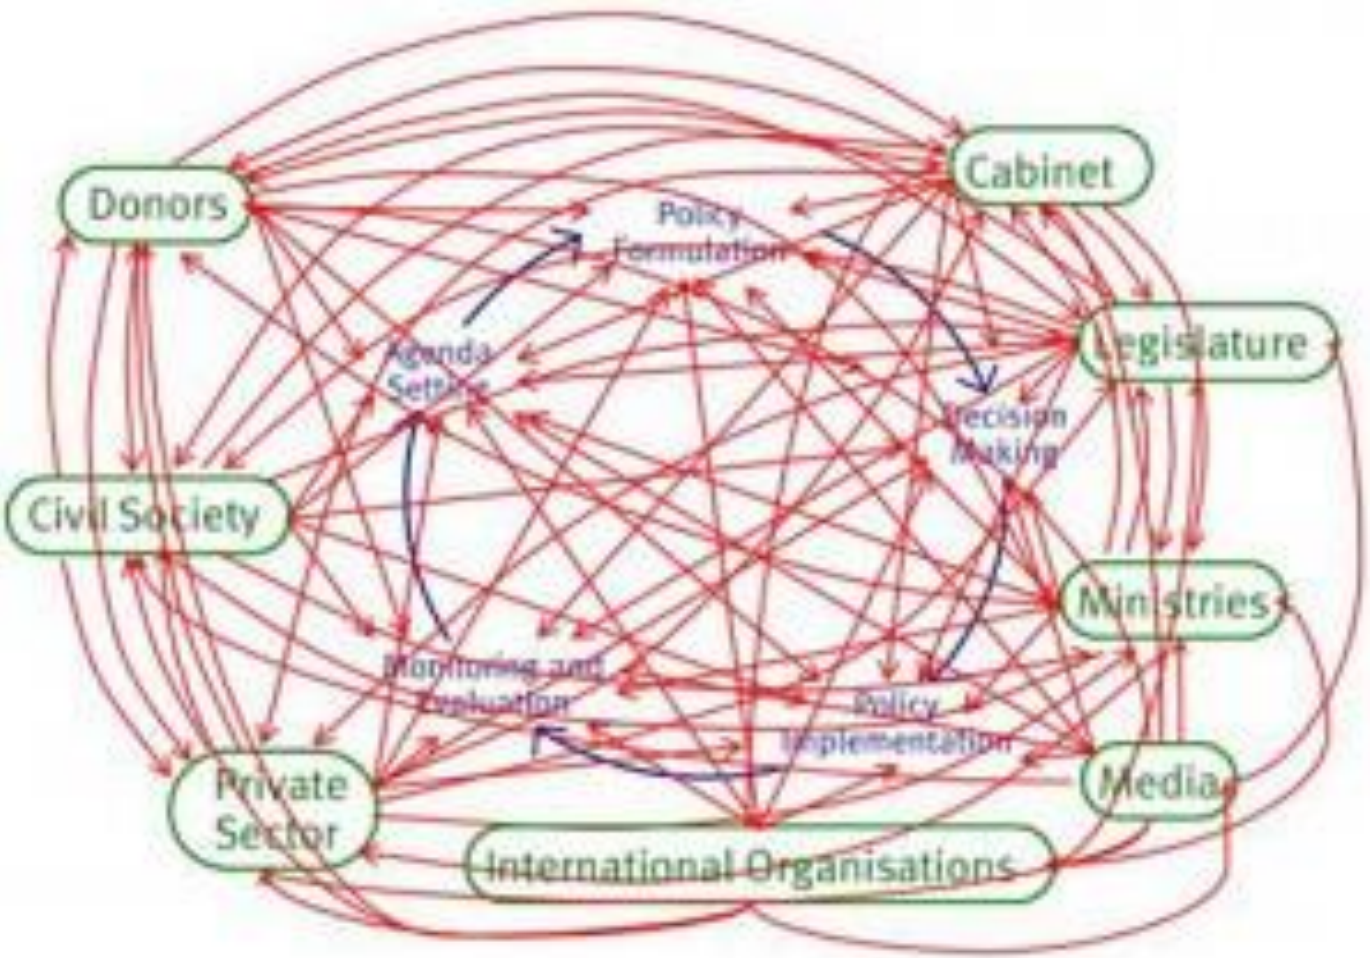 Cabinet
Donors
Policy
Formulation
Legislature
Agenda
Setting
Decision
Making
Civil Society
Ministries
Monitoring and
Evaluation
Policy
Implementation
Private
Sector
Media
International Organisations